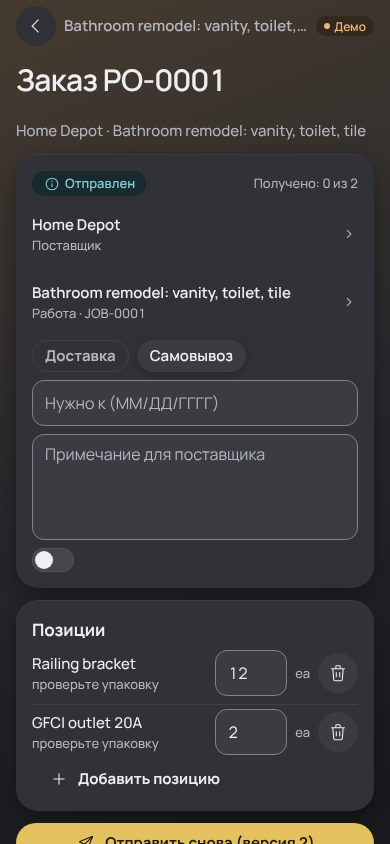 Bathroom remodel: vanity, toilet,...
Демо
Заказ PO-0001
Home Depot · Bathroom remodel: vanity, toilet, tile
Отправлен
Получено: 0 из 2
Home Depot
Поставщик
Bathroom remodel: vanity, toilet, tile
Работа · JOB-0001
Доставка
Самовывоз
Нужно к (ММ/ДД/ГГГГ)
Примечание для поставщика
Позиции
Railing bracket
проверьте упаковку
12
ea
GFCI outlet 20A
проверьте упаковку
2
ea
Добавить позицию
Отправить снова (версия 2)